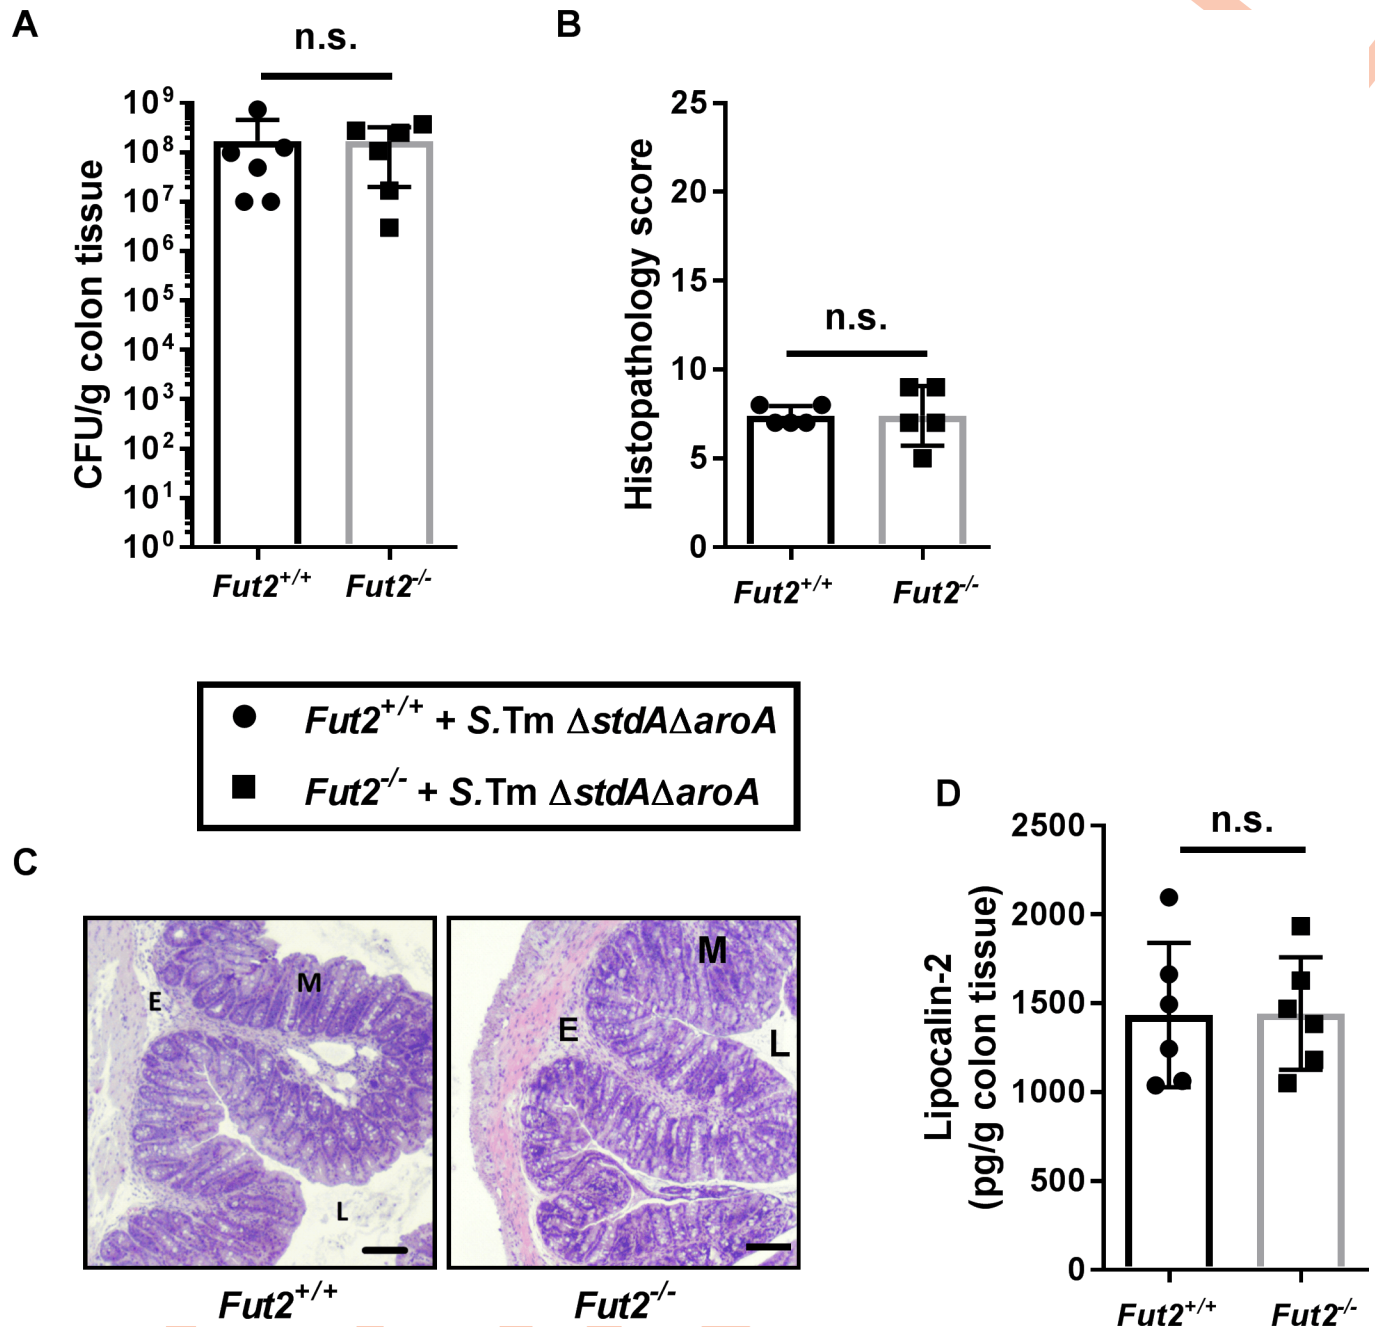 A
n.s.
10⁹
10⁸
10⁷
10⁶
10⁵
10⁴
10³
10²
10¹
10⁰
CFU/g colon tissue
Fut2⁺/⁺ Fut2⁻/⁻
B
n.s.
25
20
15
10
5
0
Histopathology score
Fut2⁺/⁺ Fut2⁻/⁻
Fut2⁺/⁺ + S.Tm ΔstdAΔaroA
Fut2⁻/⁻ + S.Tm ΔstdAΔaroA
C
M
E
L
Fut2⁺/⁺
M
E
L
Fut2⁻/⁻
D
n.s.
2500
2000
1500
1000
500
0
Lipocalin-2
(pg/g colon tissue)
Fut2⁺/⁺ Fut2⁻/⁻